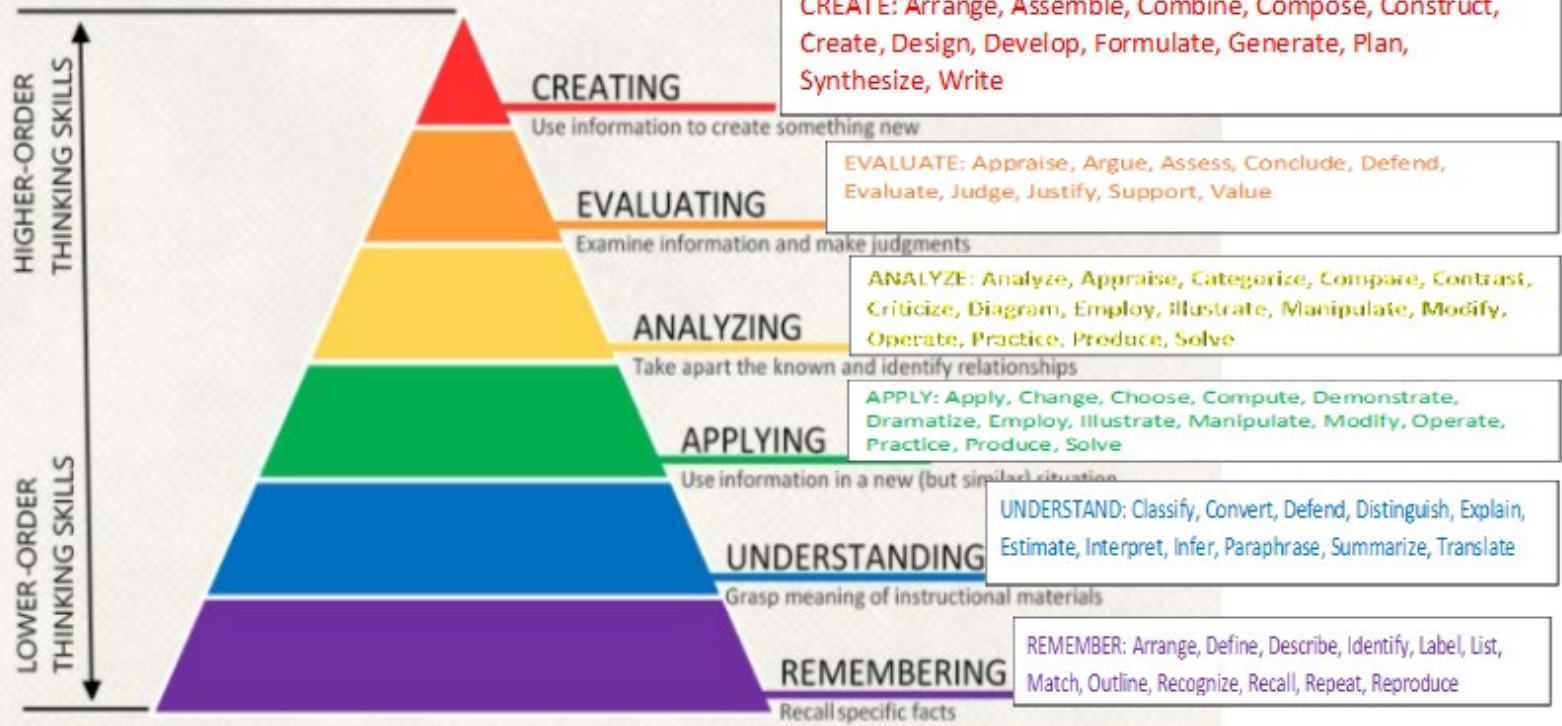 HIGHER-ORDER
THINKING SKILLS
LOWER-ORDER
THINKING SKILLS
CREATING
Use information to create something new
CREATE: Arrange, Assemble, Combine, Compose, Construct,
Create, Design, Develop, Formulate, Generate, Plan,
Synthesize, Write
EVALUATING
Examine information and make judgments
EVALUATE: Appraise, Argue, Assess, Conclude, Defend,
Evaluate, Judge, Justify, Support, Value
ANALYZING
Take apart the known and identify relationships
ANALYZE: Analyze, Appraise, Categorize, Compare, Contrast,
Criticize, Diagram, Employ, Illustrate, Manipulate, Modify,
Operate, Practice, Produce, Solve
APPLYING
Use information in a new (but similar) situation
APPLY: Apply, Change, Choose, Compute, Demonstrate,
Dramatize, Employ, Illustrate, Manipulate, Modify, Operate,
Practice, Produce, Solve
UNDERSTANDING
Grasp meaning of instructional materials
UNDERSTAND: Classify, Convert, Defend, Distinguish, Explain,
Estimate, Interpret, Infer, Paraphrase, Summarize, Translate
REMEMBERING
Recall specific facts
REMEMBER: Arrange, Define, Describe, Identify, Label, List,
Match, Outline, Recognize, Recall, Repeat, Reproduce